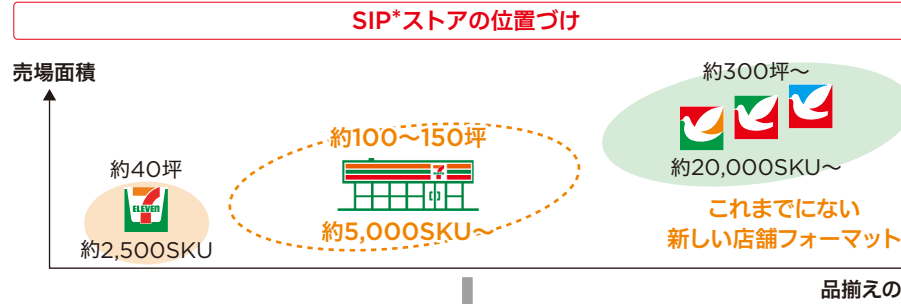 SIP*ストアの位置づけ
売場面積
約300坪〜
約20,000SKU〜
約100〜150坪
7
約5,000SKU〜
約40坪
7
ELEVEn
約2,500SKU
これまでにない
新しい店舗フォーマット
品揃えの